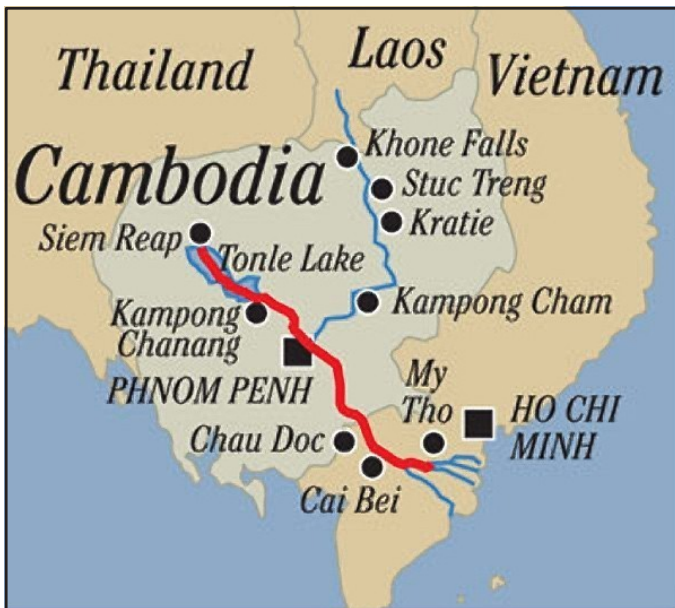 Thailand
Laos
Vietnam
Cambodia
Khone Falls
Stuc Treng
Kratie
Siem Reap
Tonle Lake
Kampong Cham
Kampong
Chanang
PHNOM PENH
My
Tho
HO CHI
MINH
Chau Doc
Cai Bei